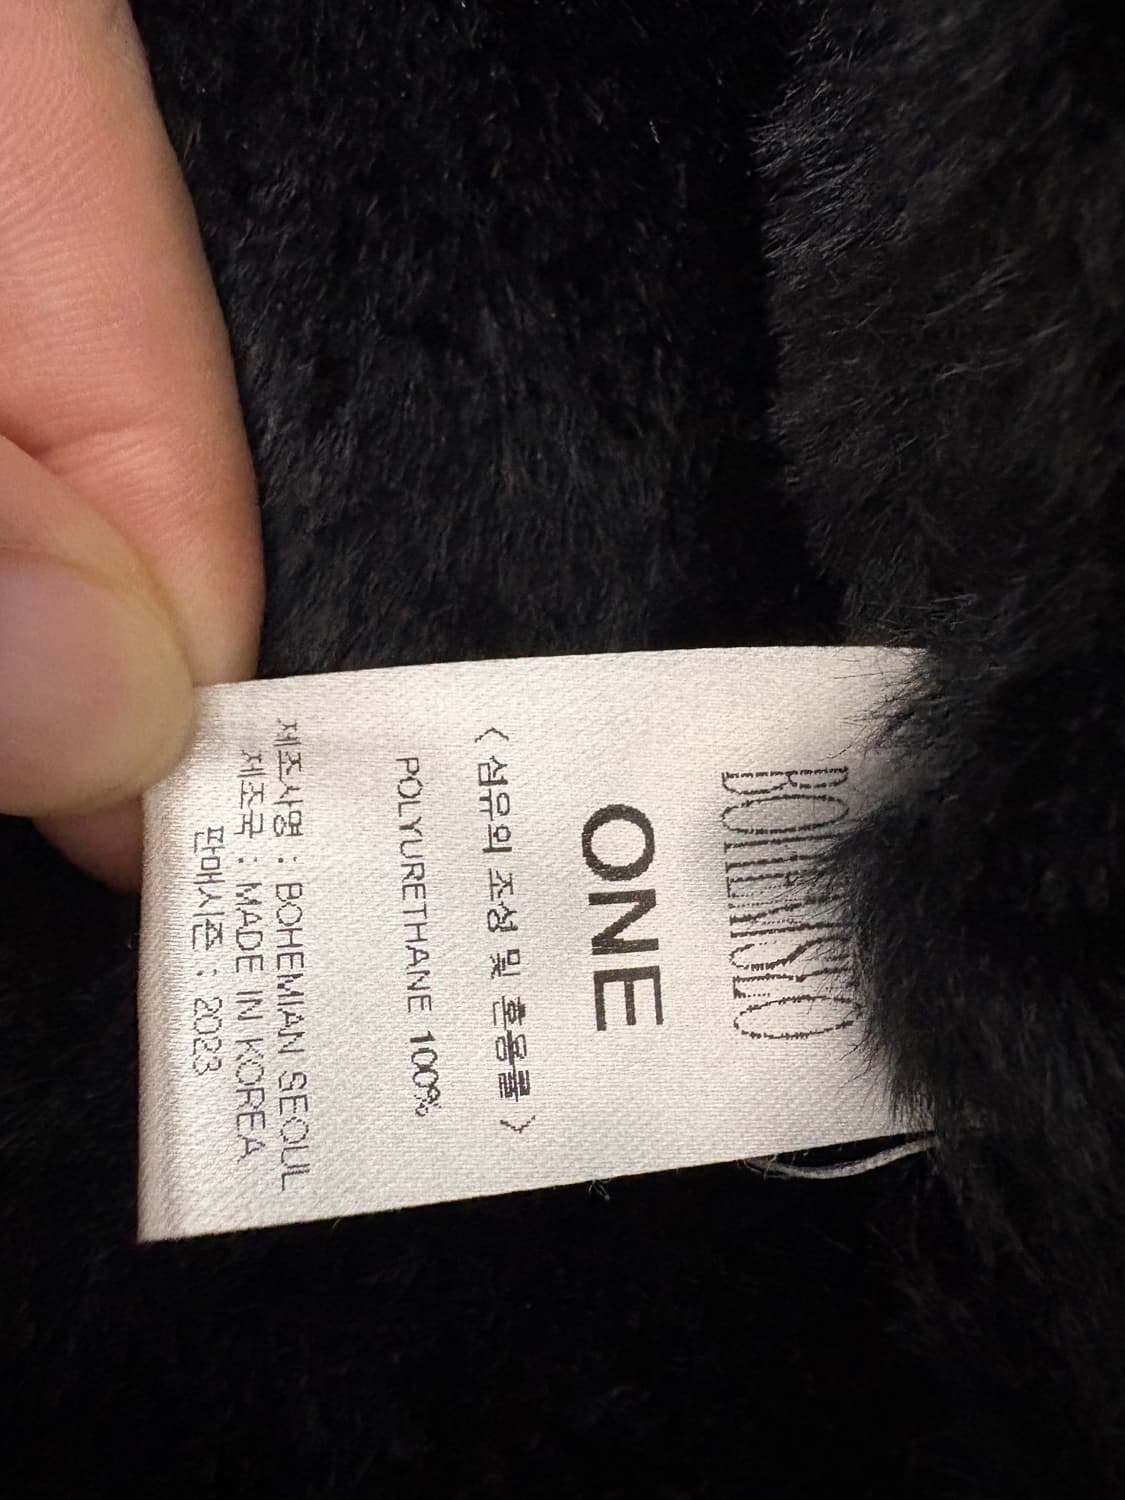 BOHEMSEO
ONE
< 섬유의 조성 및 혼용률 >
POLYURETHANE 100%
제조사명 : BOHEMIAN SEOUL
제조국 : MADE IN KOREA
판매시즌 : 2023